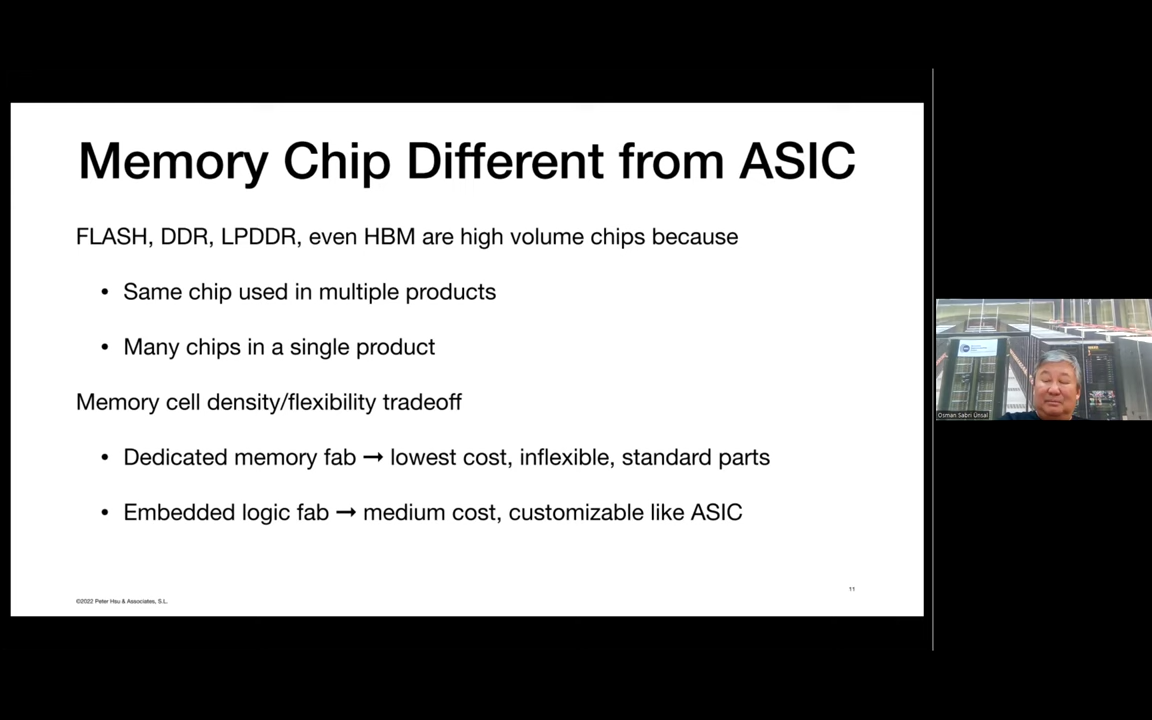 Memory Chip Different from ASIC
FLASH, DDR, LPDDR, even HBM are high volume chips because
• Same chip used in multiple products
• Many chips in a single product
Memory cell density/flexibility tradeoff
• Dedicated memory fab → lowest cost, inflexible, standard parts
• Embedded logic fab → medium cost, customizable like ASIC
©2022 Peter Hsu & Associates, S.L.
11
Osman Sabri Ünsal